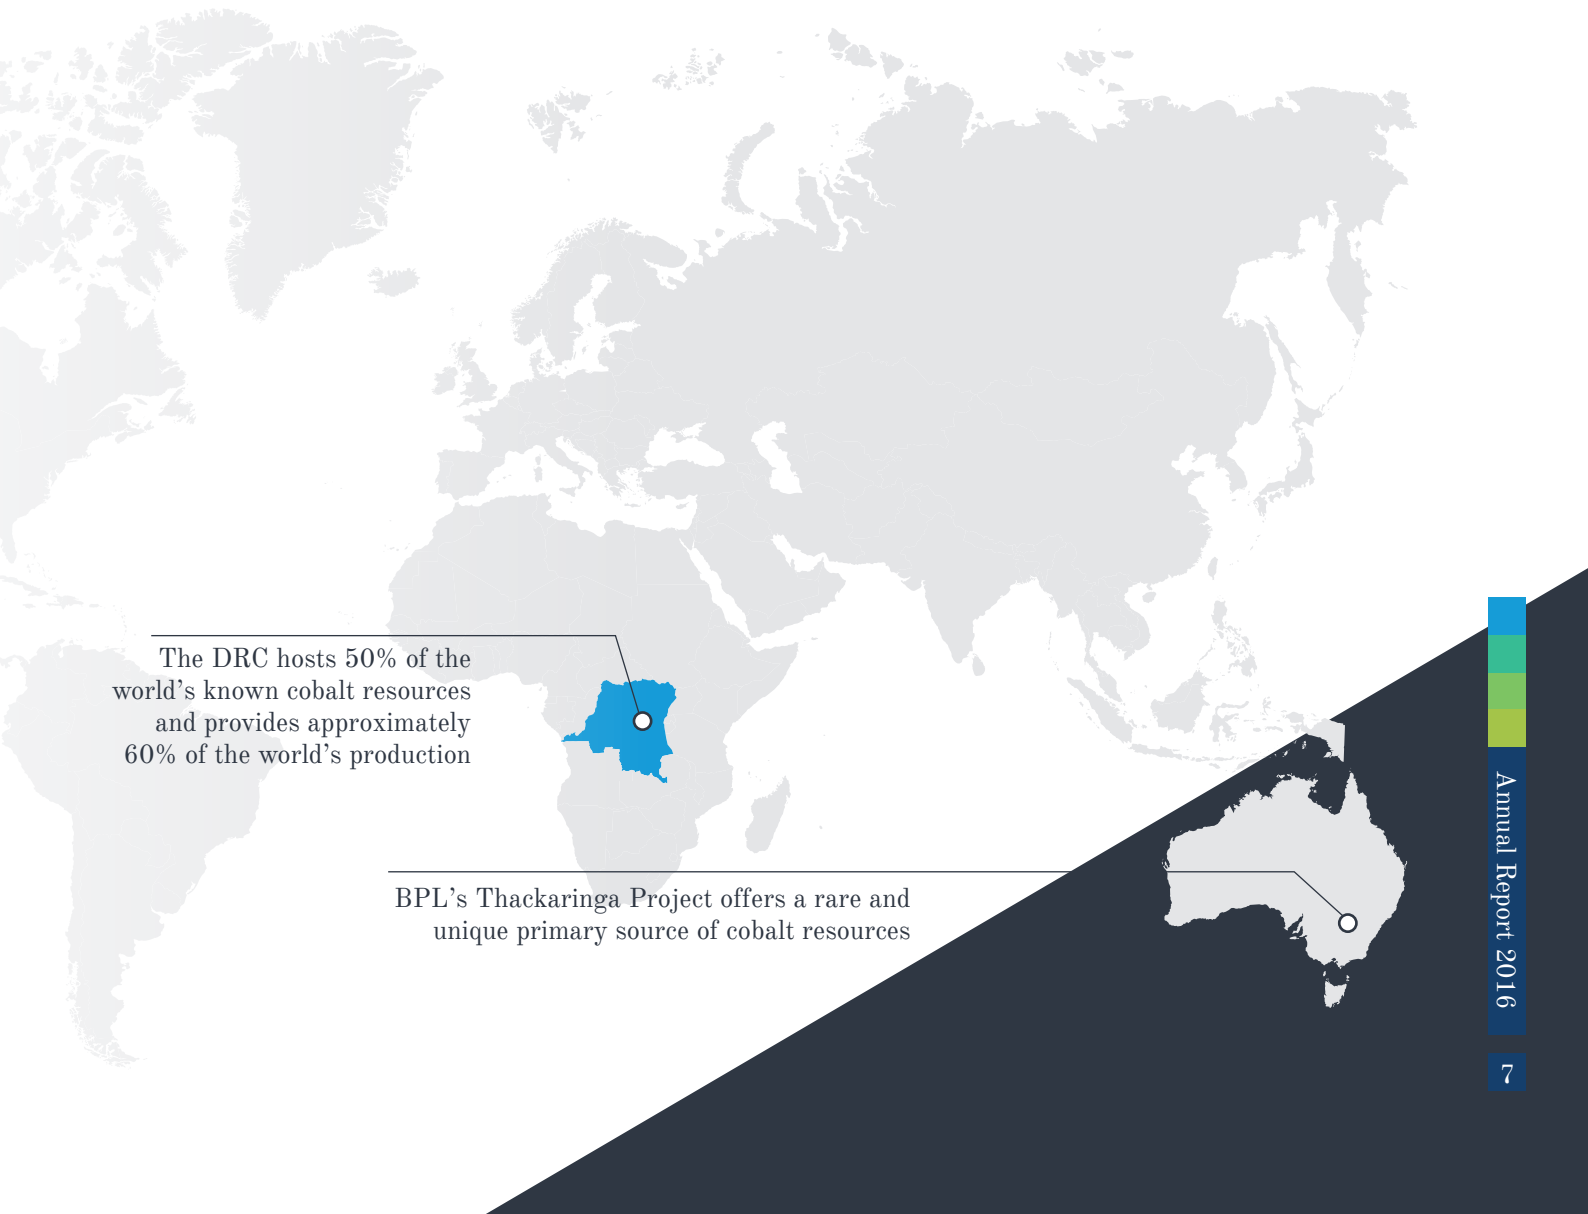 The DRC hosts 50% of the
world's known cobalt resources
and provides approximately
60% of the world's production
BPL's Thackaringa Project offers a rare and
unique primary source of cobalt resources
Annual Report 2016
7